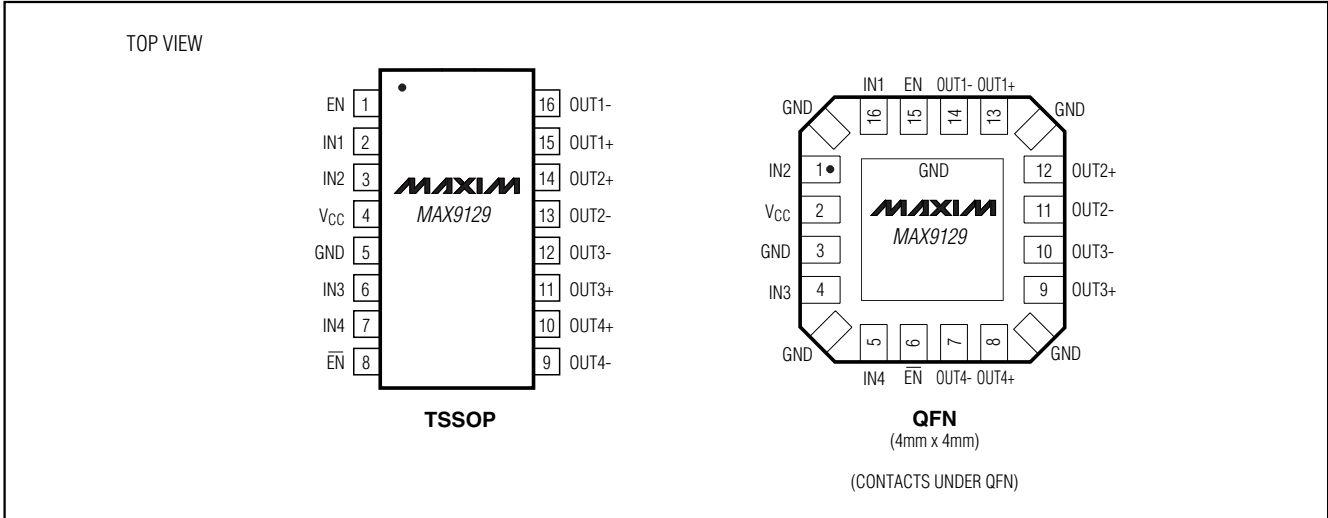 TOP VIEW
EN 1
IN1 2
IN2 3
VCC 4
GND 5
IN3 6
IN4 7
E̅N̅ 8
MAXIM
MAX9129
16 OUT1-
15 OUT1+
14 OUT2+
13 OUT2-
12 OUT3-
11 OUT3+
10 OUT4+
9 OUT4-
TSSOP
IN1 EN OUT1- OUT1+
GND 16 15 14 13 GND
IN2 1
VCC 2
GND 3
IN3 4
GND
MAXIM
MAX9129
12 OUT2+
11 OUT2-
10 OUT3-
9 OUT3+
GND 5 6 7 8 GND
IN4 E̅N̅ OUT4- OUT4+
QFN
(4mm x 4mm)
(CONTACTS UNDER QFN)